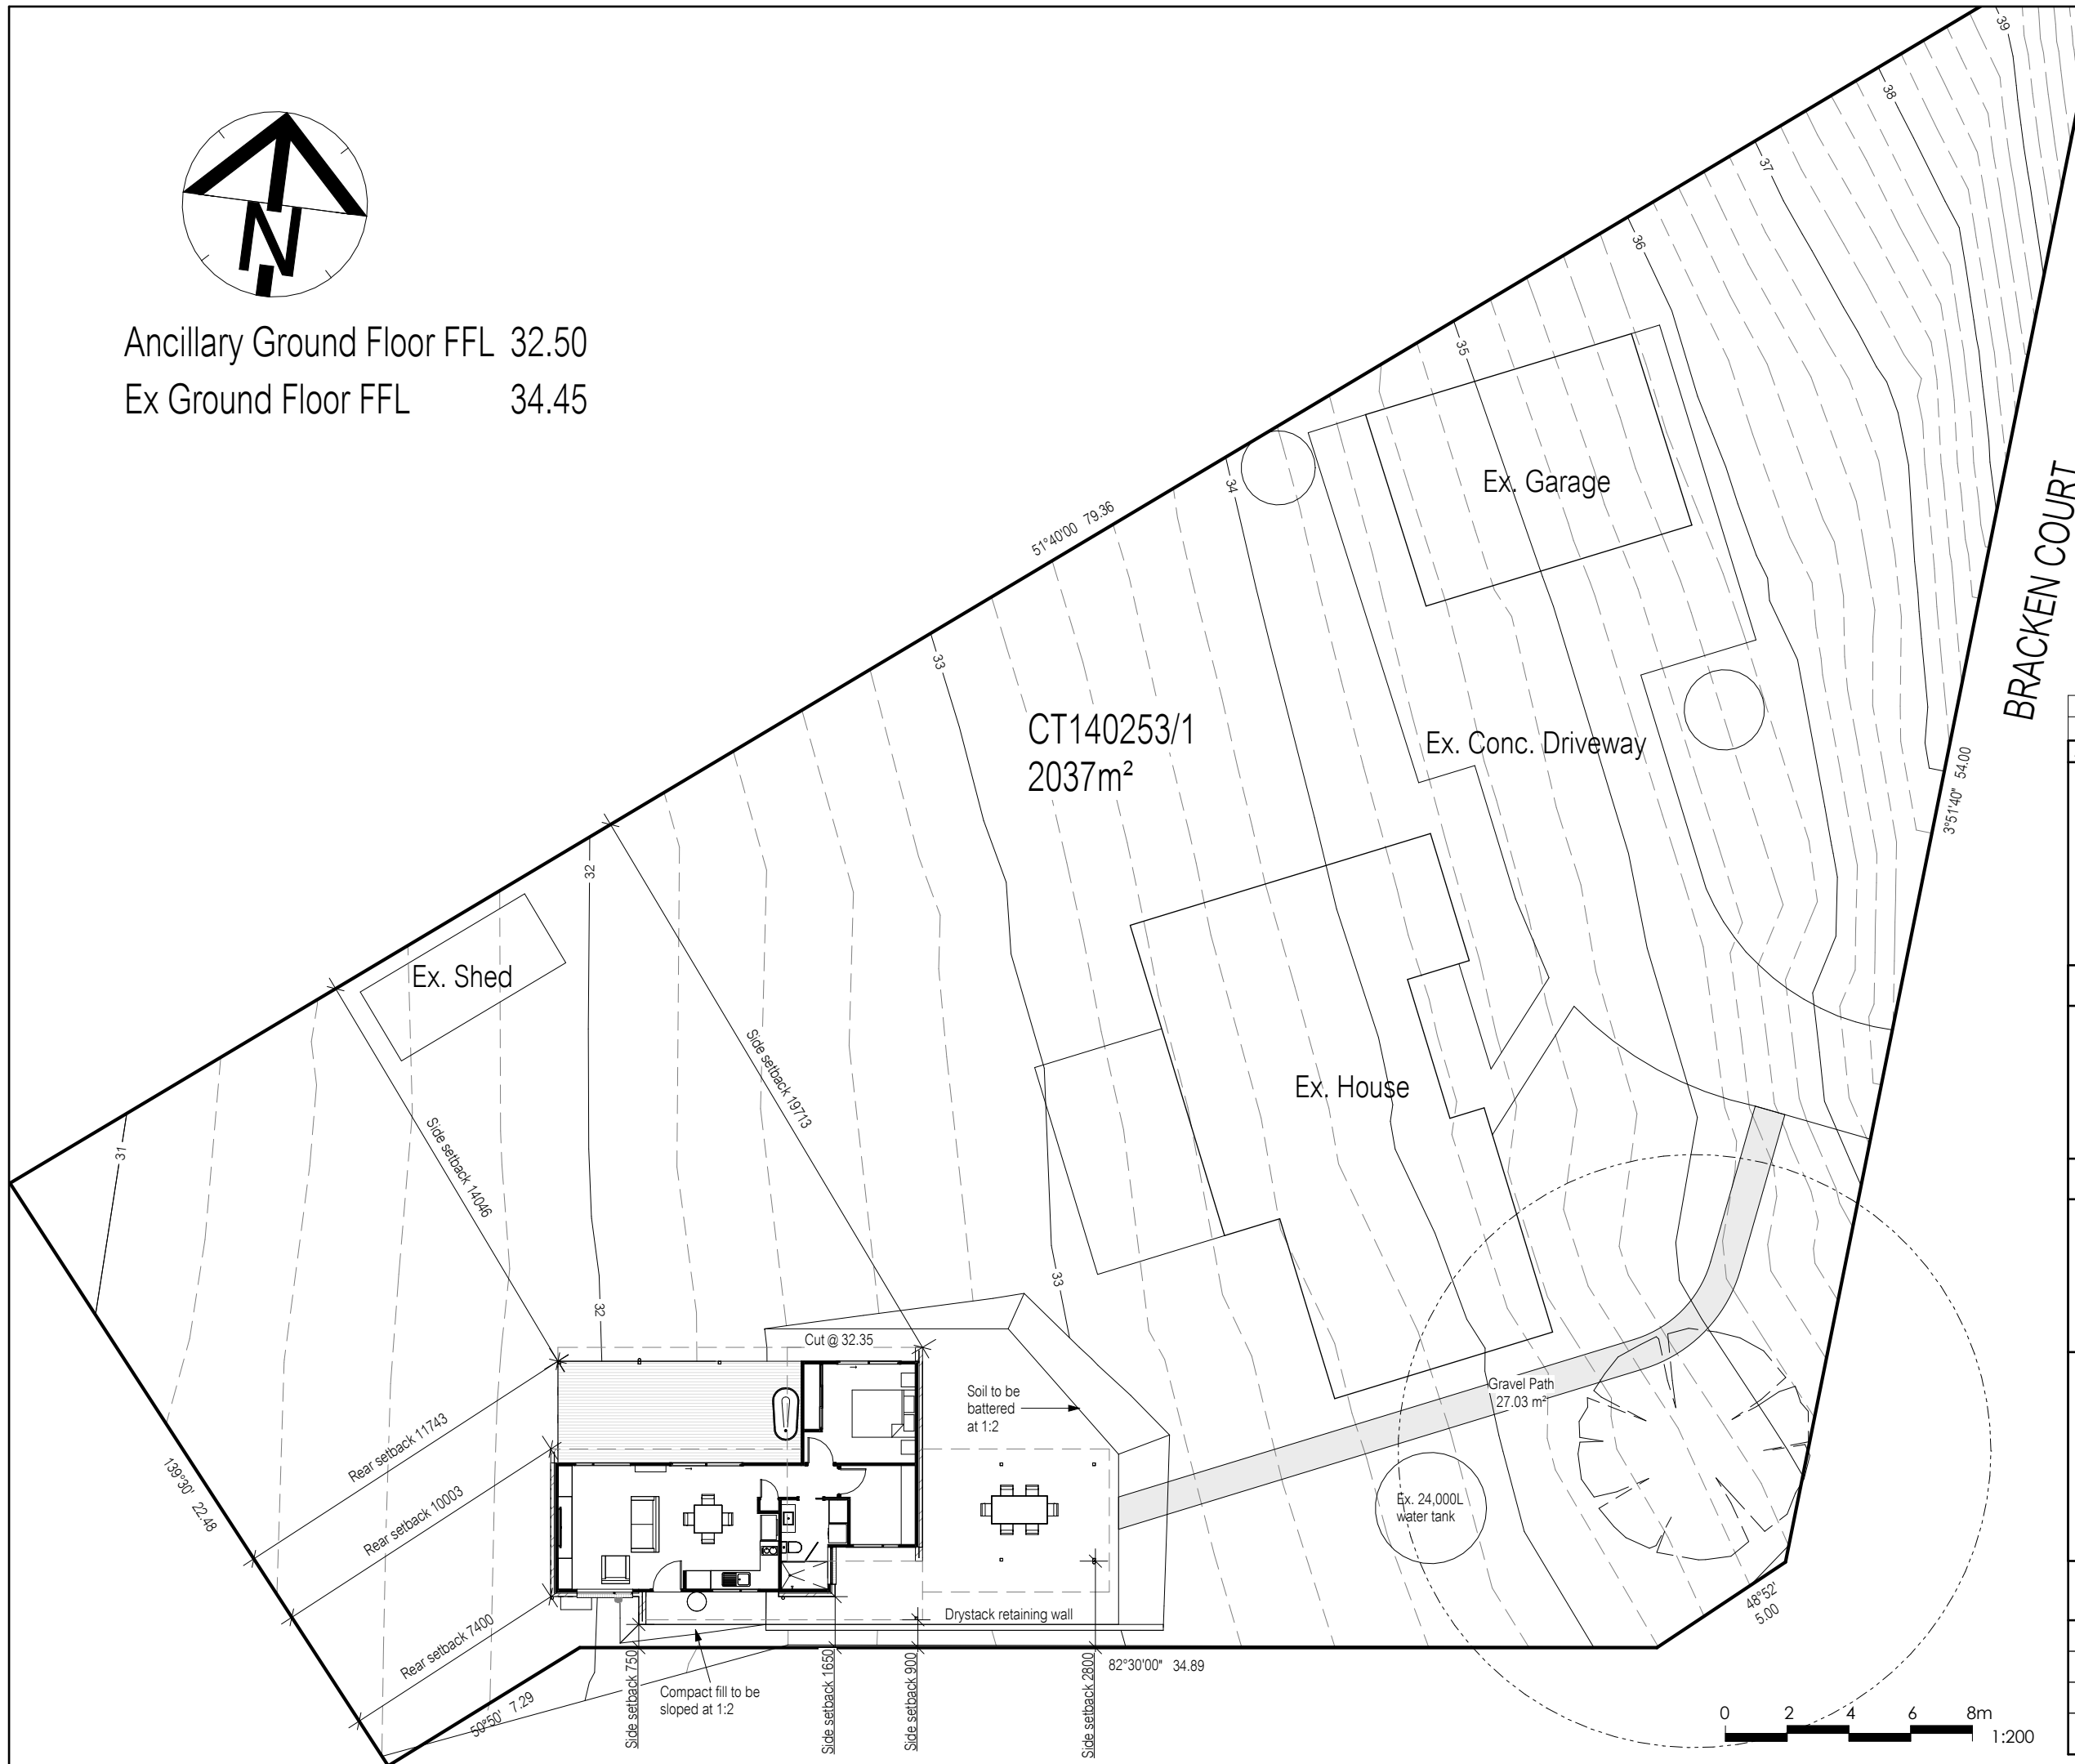 N
Ancillary Ground Floor FFL 32.50
Ex Ground Floor FFL 34.45
39
38
37
36
35
34
33
32
31
51°40'00 79.36
Ex. Garage
BRACKEN COURT
CT140253/1
2037m²
Ex. Conc. Driveway
3°51'40" 54.00
Ex. Shed
Side setback 19713
Side setback 14046
Ex. House
33
32
Cut @ 32.35
Soil to be
battered
at 1:2
Gravel Path
27.03 m²
Rear setback 11743
Rear setback 10003
Rear setback 7400
139°30' 22.48
Ex. 24,000L
water tank
Drystack retaining wall
48°52'
5.00
82°30'00" 34.89
50°50' 7.29
Compact fill to be
sloped at 1:2
Side setback 750
Side setback 1650
Side setback 900
Side setback 2800
0 2 4 6 8m
1:200